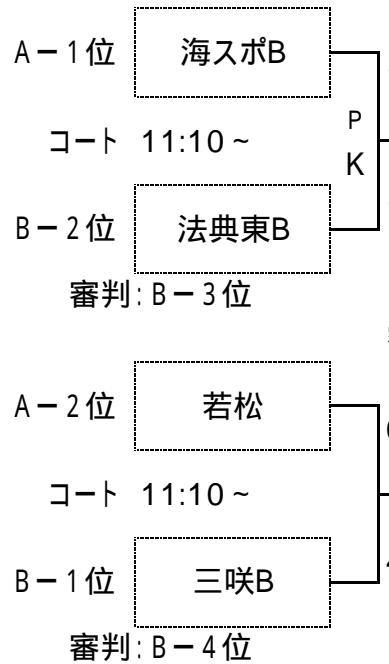 A－1位 海スポB
コート 11:10～
P
K
B－2位 法典東B
審判：B－3位
A－2位 若松
コート 11:10～
B－1位 三咲B
審判：B－4位